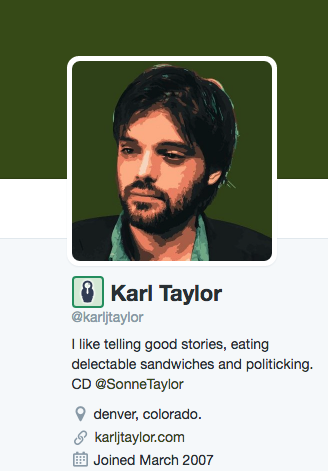 Karl Taylor
@karljtaylor
I like telling good stories, eating
delectable sandwiches and politicking.
CD @SonneTaylor
denver, colorado.
karljtaylor.com
Joined March 2007